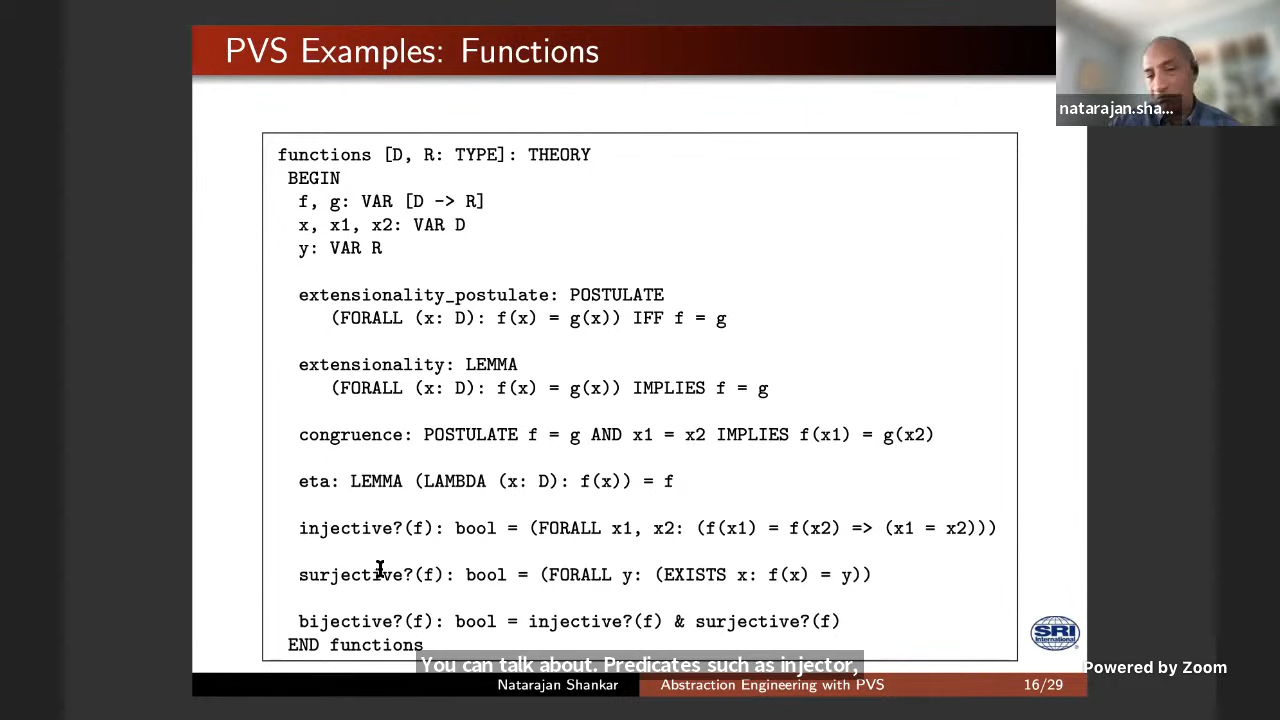 PVS Examples: Functions
natarajan.sha...
functions [D, R: TYPE]: THEORY
BEGIN
f, g: VAR [D -> R]
x, x1, x2: VAR D
y: VAR R
extensionality_postulate: POSTULATE
(FORALL (x: D): f(x) = g(x)) IFF f = g
extensionality: LEMMA
(FORALL (x: D): f(x) = g(x)) IMPLIES f = g
congruence: POSTULATE f = g AND x1 = x2 IMPLIES f(x1) = g(x2)
eta: LEMMA (LAMBDA (x: D): f(x)) = f
injective?(f): bool = (FORALL x1, x2: (f(x1) = f(x2) => (x1 = x2)))
surjective?(f): bool = (FORALL y: (EXISTS x: f(x) = y))
bijective?(f): bool = injective?(f) & surjective?(f)
END functions
SRI
You can talk about. Predicates such as injector,
Powered by Zoom
Natarajan Shankar
Abstraction Engineering with PVS
16/29